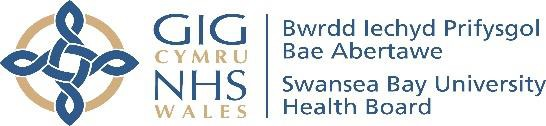 GIG
CYMRU
NHS
WALES
Bwrdd Iechyd Prifysgol
Bae Abertawe
Swansea Bay University
Health Board